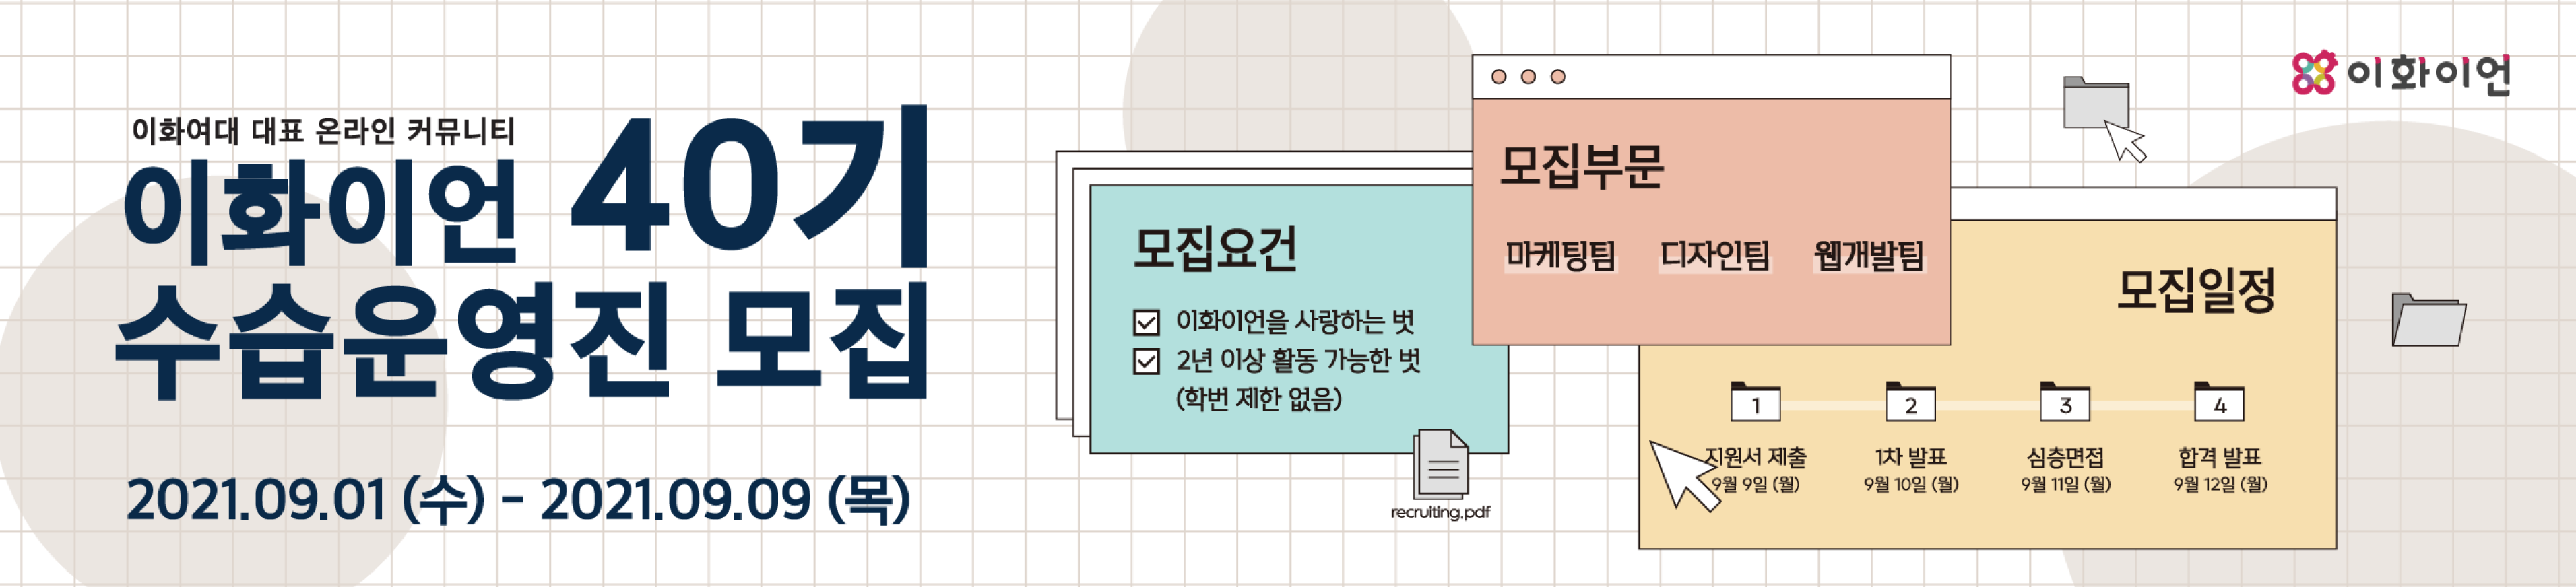 이화여대 대표 온라인 커뮤니티
이화이언 40기
수습운영진 모집
2021.09.01 (수) - 2021.09.09 (목)
모집요건
이화이언을 사랑하는 벗
2년 이상 활동 가능한 벗
(학번 제한 없음)
recruiting.pdf
모집부문
마케팅팀 디자인팀 웹개발팀
모집일정
1 2 3 4
지원서 제출 1차 발표 심층면접 합격 발표
9월 9일 (월) 9월 10일 (월) 9월 11일 (월) 9월 12일 (월)
이화이언